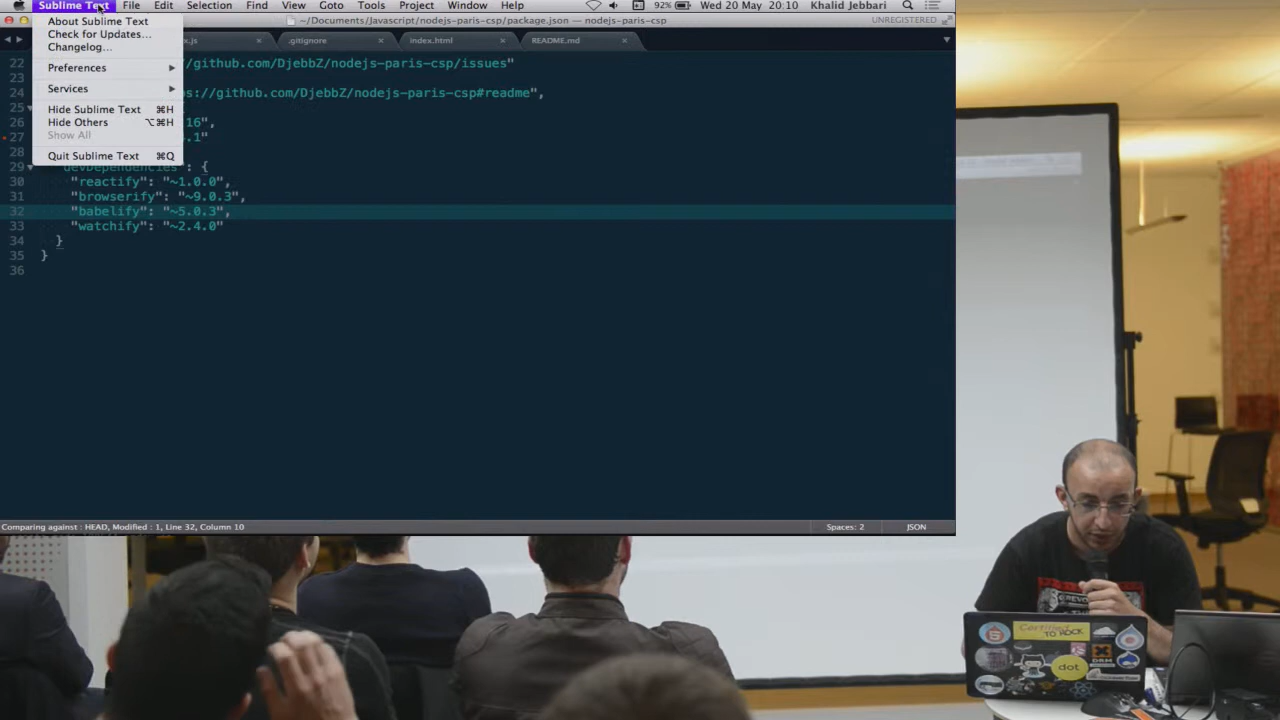 Sublime Text File Edit Selection Find View Goto Tools Project Window Help 92% Wed 20 May 20:10 Khalid Jebbari
~/Documents/Javascript/nodejs-paris-csp/package.json — nodejs-paris-csp UNREGISTERED
About Sublime Text
Check for Updates...
Changelog...
Preferences
Services
Hide Sublime Text ⌘H
Hide Others ⌥⌘H
Show All
Quit Sublime Text ⌘Q
x.js .gitignore index.html README.md
22 //github.com/DjebbZ/nodejs-paris-csp/issues"
23
24 s://github.com/DjebbZ/nodejs-paris-csp#readme",
25
26 16",
27 .1"
28
29 "devDependencies": {
30 "reactify": "~1.0.0",
31 "browserify": "~9.0.3",
32 "babelify": "~5.0.3",
33 "watchify": "~2.4.0"
34 }
35 }
36
Comparing against : HEAD, Modified : 1, Line 32, Column 10 Spaces: 2 JSON
Certified
TO ROCK
DRM
dot